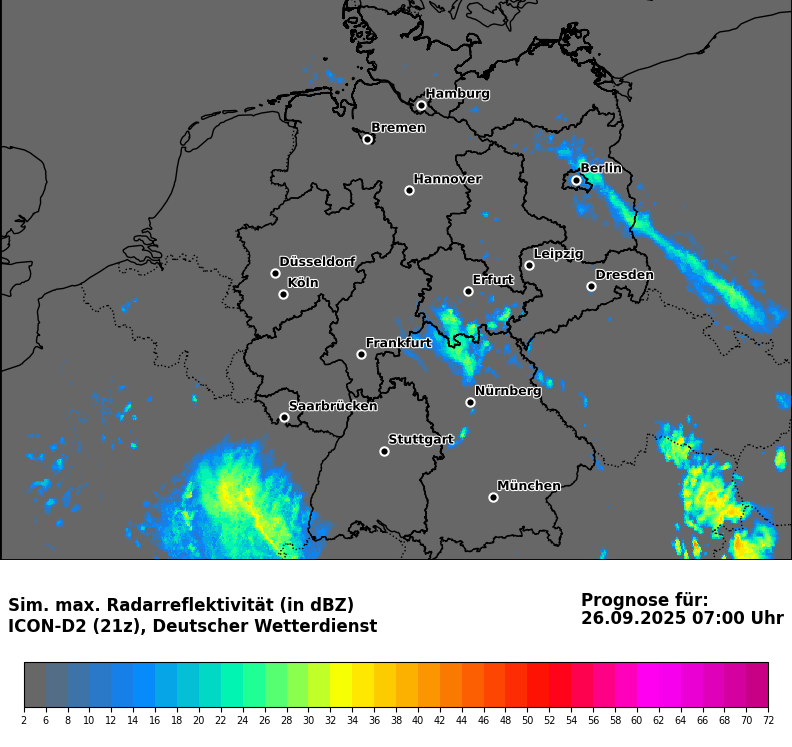 Hamburg
Bremen
Berlin
Hannover
Leipzig
Düsseldorf
Dresden
Köln
Erfurt
Frankfurt
Nürnberg
Saarbrücken
Stuttgart
München
Sim. max. Radarreflektivität (in dBZ)
ICON-D2 (21z), Deutscher Wetterdienst
Prognose für:
26.09.2025 07:00 Uhr
2 6 8 10 12 14 16 18 20 22 24 26 28 30 32 34 36 38 40 42 44 46 48 50 52 54 56 58 60 62 64 66 68 70 72